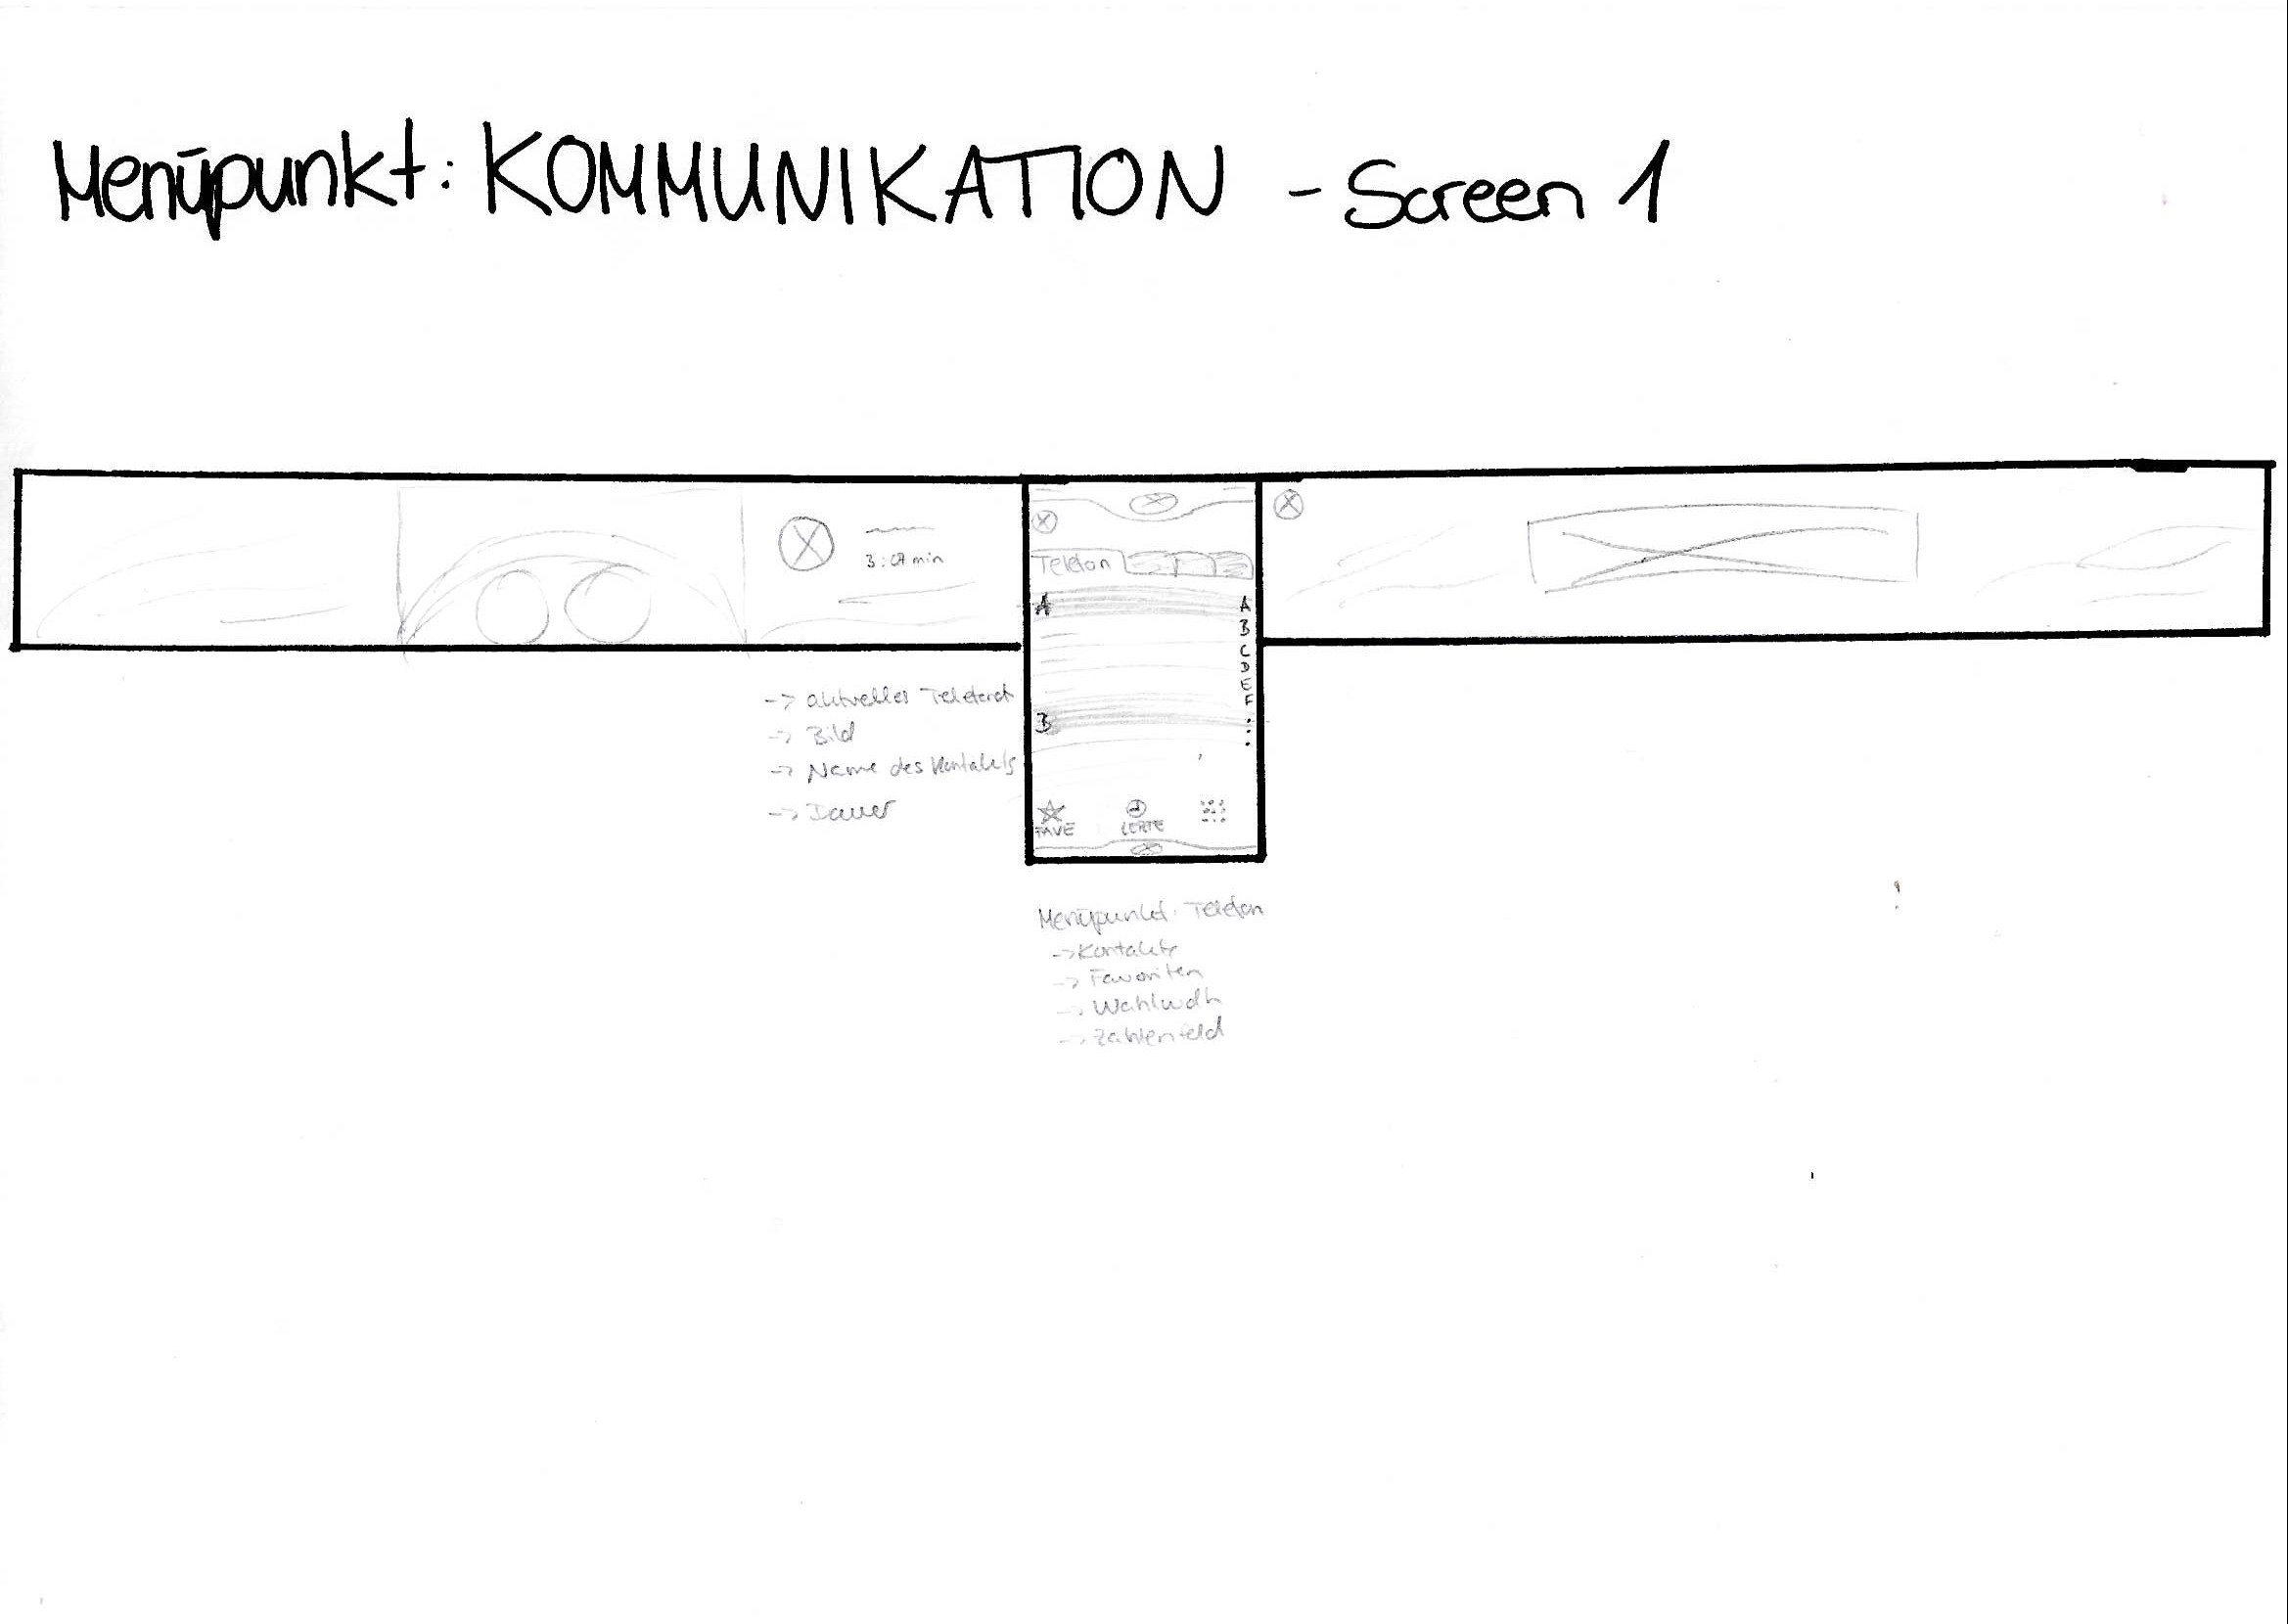 Menüpunkt: KOMMUNIKATION - Screen 1
3:07 min
Telefon
A
A
B
C
D
E
F
B
FAVE
LETZTE
-> aktuelles Telefonat
-> Bild
-> Name des Kontakts
-> Dauer
Menüpunkt: Telefon
-> Kontakte
-> Favoriten
-> Wahlwdh
-> Zahlenfeld